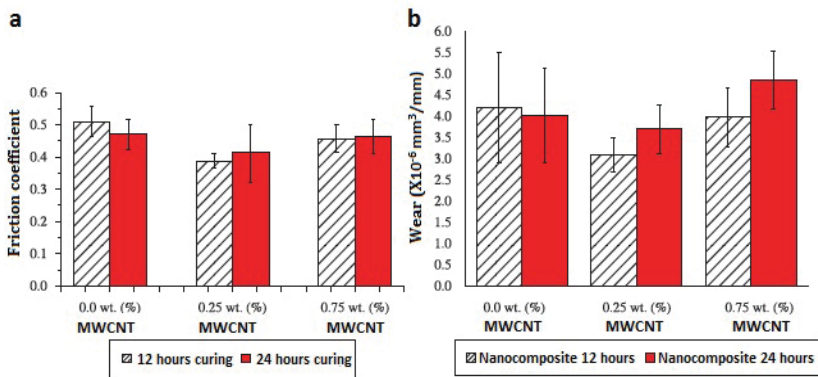 a
Friction coefficient
0.6
0.5
0.4
0.3
0.2
0.1
0.0
0.0 wt. (%)
0.25 wt. (%)
0.75 wt. (%)
MWCNT
MWCNT
MWCNT
12 hours curing
24 hours curing
b
Wear (X10⁻⁶ mm³/mm)
6.0
5.5
5.0
4.5
4.0
3.5
3.0
2.5
2.0
1.5
1.0
0.5
0.0
0.0 wt. (%)
0.25 wt. (%)
0.75 wt. (%)
MWCNT
MWCNT
MWCNT
Nanocomposite 12 hours
Nanocomposite 24 hours